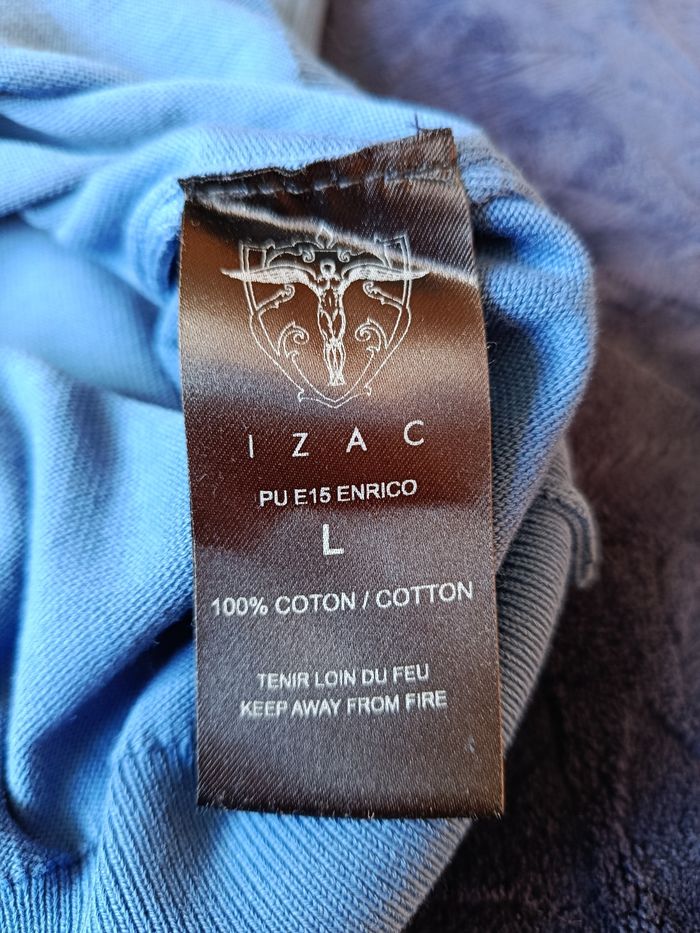 IZAC
PU E15 ENRICO
L
100% COTON / COTTON
TENIR LOIN DU FEU
KEEP AWAY FROM FIRE